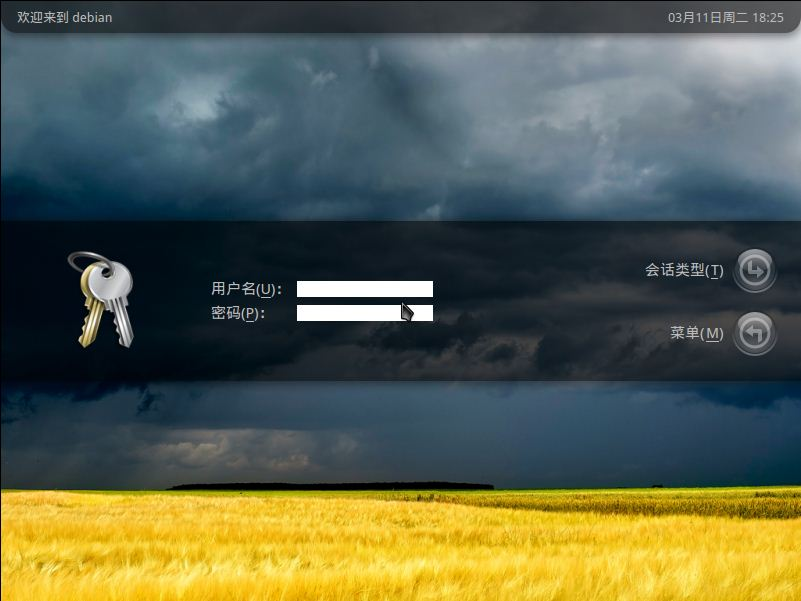 欢迎来到 debian
03月11日周二 18:25
用户名(U)：
密码(P)：
会话类型(T)
菜单(M)